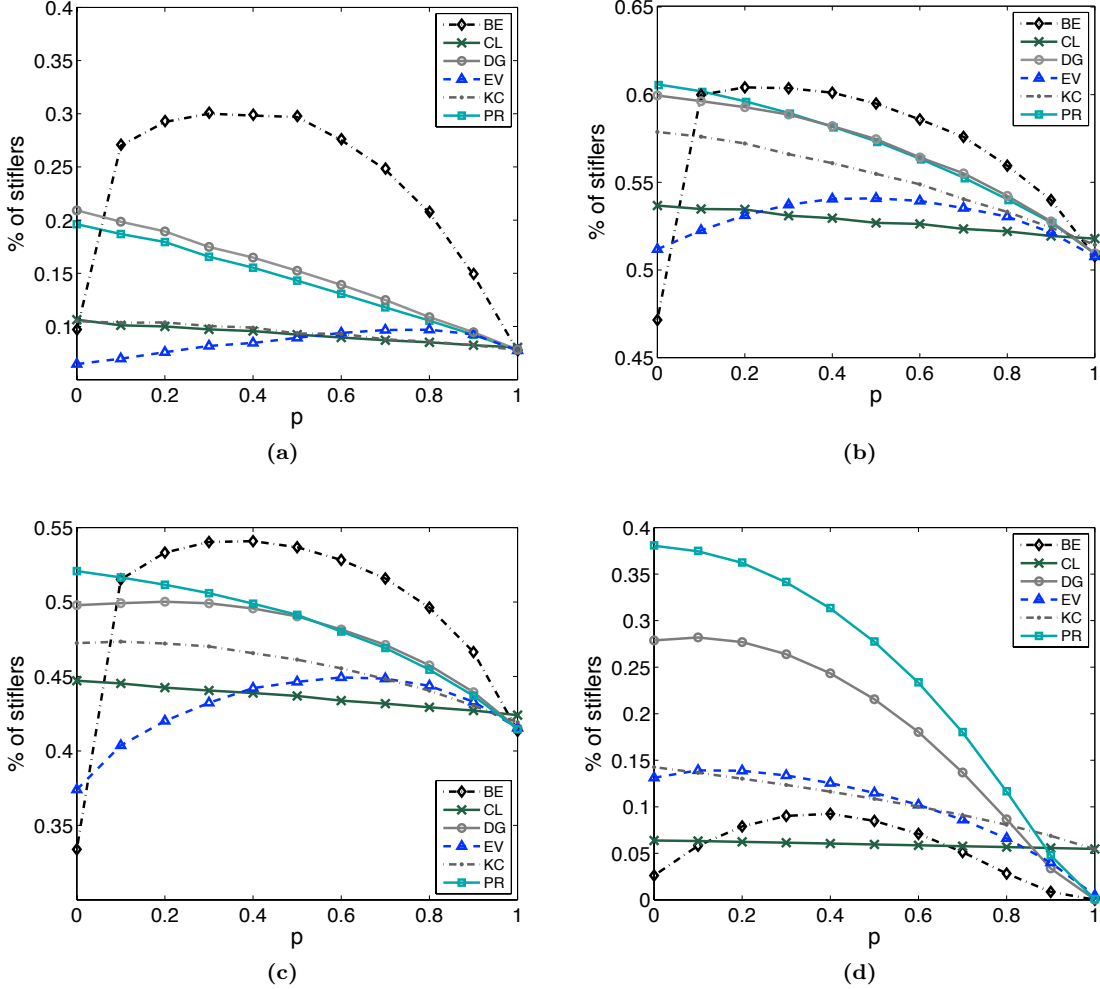 0.4
0.35
0.3
0.25
0.2
0.15
0.1
% of stiflers
0 0.2 0.4 0.6 0.8 1
p
BE
CL
DG
EV
KC
PR
(a)
0.65
0.6
0.55
0.5
0.45
% of stiflers
0 0.2 0.4 0.6 0.8 1
p
BE
CL
DG
EV
KC
PR
(b)
0.55
0.5
0.45
0.4
0.35
% of stiflers
0 0.2 0.4 0.6 0.8 1
p
BE
CL
DG
EV
KC
PR
(c)
0.4
0.35
0.3
0.25
0.2
0.15
0.1
0.05
0
% of stiflers
0 0.2 0.4 0.6 0.8 1
p
BE
CL
DG
EV
KC
PR
(d)